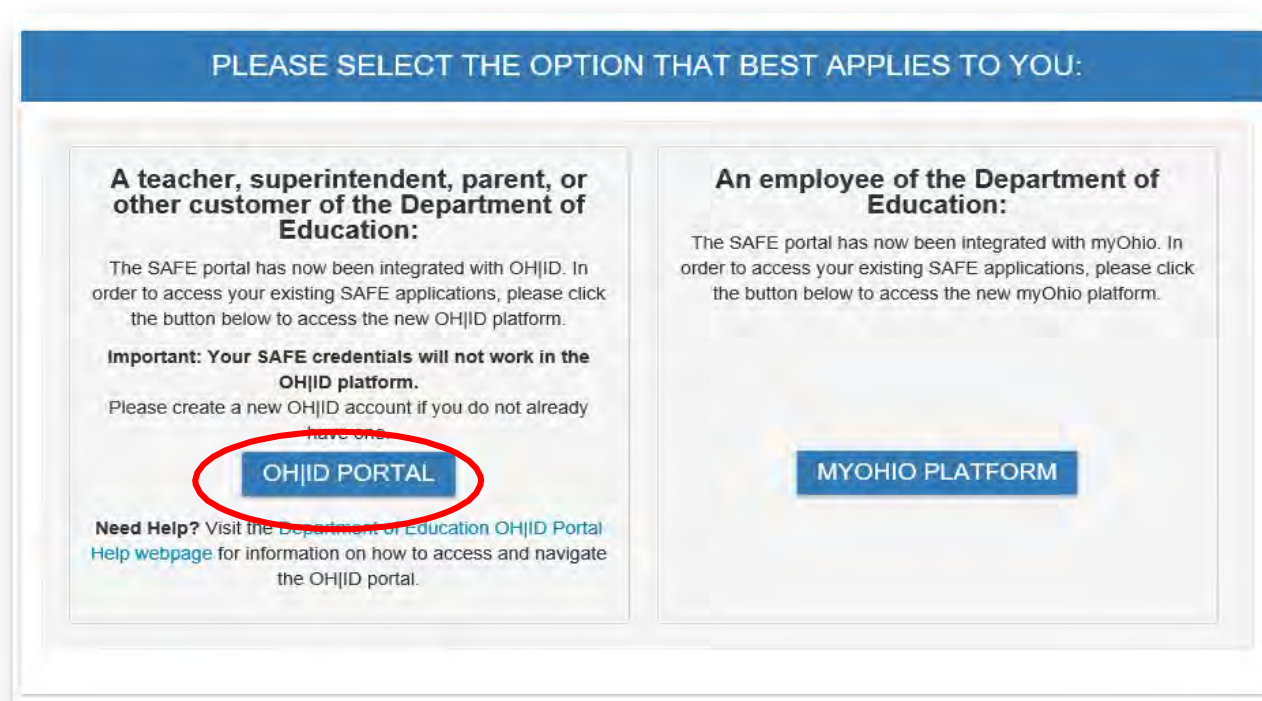 PLEASE SELECT THE OPTION THAT BEST APPLIES TO YOU:
A teacher, superintendent, parent, or
other customer of the Department of
Education:
The SAFE portal has now been integrated with OH|ID. In
order to access your existing SAFE applications, please click
the button below to access the new OH|ID platform.
Important: Your SAFE credentials will not work in the
OH|ID platform.
Please create a new OH|ID account if you do not already
have one.
OH|ID PORTAL
Need Help? Visit the Department of Education OH|ID Portal
Help webpage for information on how to access and navigate
the OH|ID portal.
An employee of the Department of
Education:
The SAFE portal has now been integrated with myOhio. In
order to access your existing SAFE applications, please click
the button below to access the new myOhio platform.
MYOHIO PLATFORM